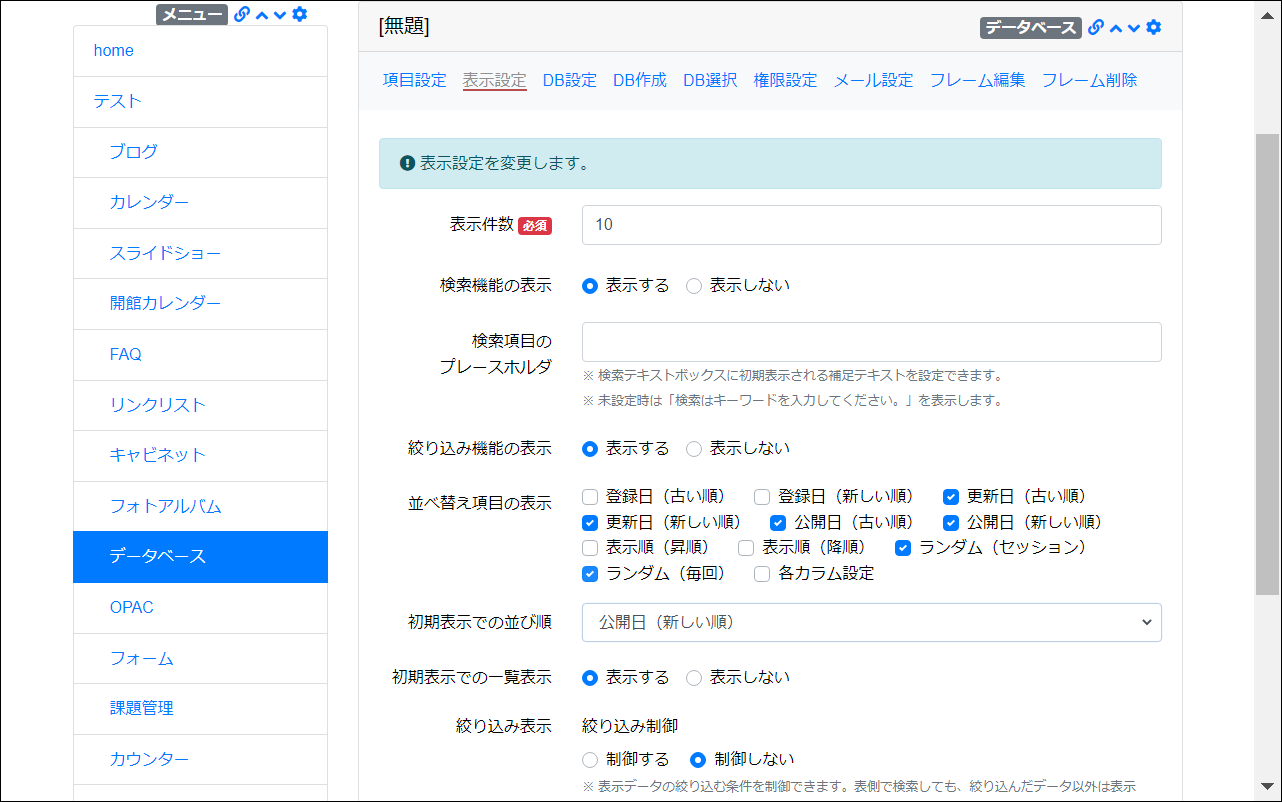 メニュー
home
テスト
ブログ
カレンダー
スライドショー
開館カレンダー
FAQ
リンクリスト
キャビネット
フォトアルバム
データベース
OPAC
フォーム
課題管理
カウンター
[無題]
データベース
項目設定 表示設定 DB設定 DB作成 DB選択 権限設定 メール設定 フレーム編集 フレーム削除
表示設定を変更します。
表示件数 必須 10
検索機能の表示 表示する 表示しない
検索項目の
プレースホルダ
※ 検索テキストボックスに初期表示される補足テキストを設定できます。
※ 未設定時は「検索はキーワードを入力してください。」を表示します。
絞り込み機能の表示 表示する 表示しない
並べ替え項目の表示
登録日（古い順） 登録日（新しい順） 更新日（古い順）
更新日（新しい順） 公開日（古い順） 公開日（新しい順）
表示順（昇順） 表示順（降順） ランダム（セッション）
ランダム（毎回） 各カラム設定
初期表示での並び順 公開日（新しい順）
初期表示での一覧表示 表示する 表示しない
絞り込み表示 絞り込み制御
制御する 制御しない
※ 表示データの絞り込む条件を制御できます。表側で検索しても、絞り込んだデータ以外は表示